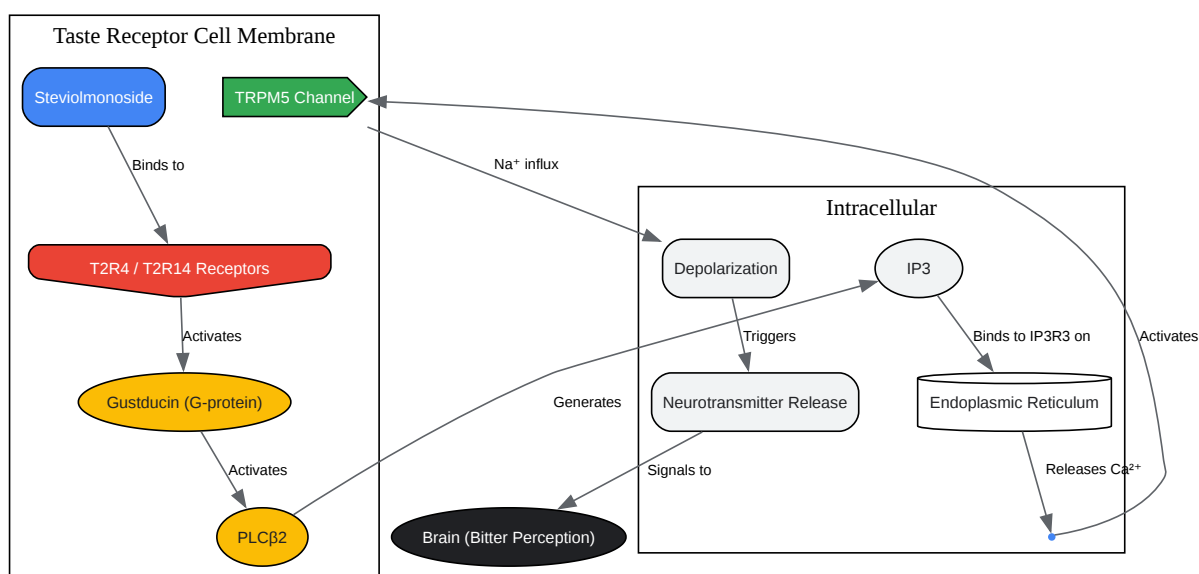 Taste Receptor Cell Membrane
Steviolmonoside
TRPM5 Channel
Binds to
Na⁺ influx
Intracellular
T2R4 / T2R14 Receptors
Depolarization
IP3
Activates
Triggers
Binds to IP3R3 on
Activates
Gustducin (G-protein)
Generates
Neurotransmitter Release
Endoplasmic Reticulum
Activates
Signals to
Releases Ca²⁺
PLCβ2
Brain (Bitter Perception)